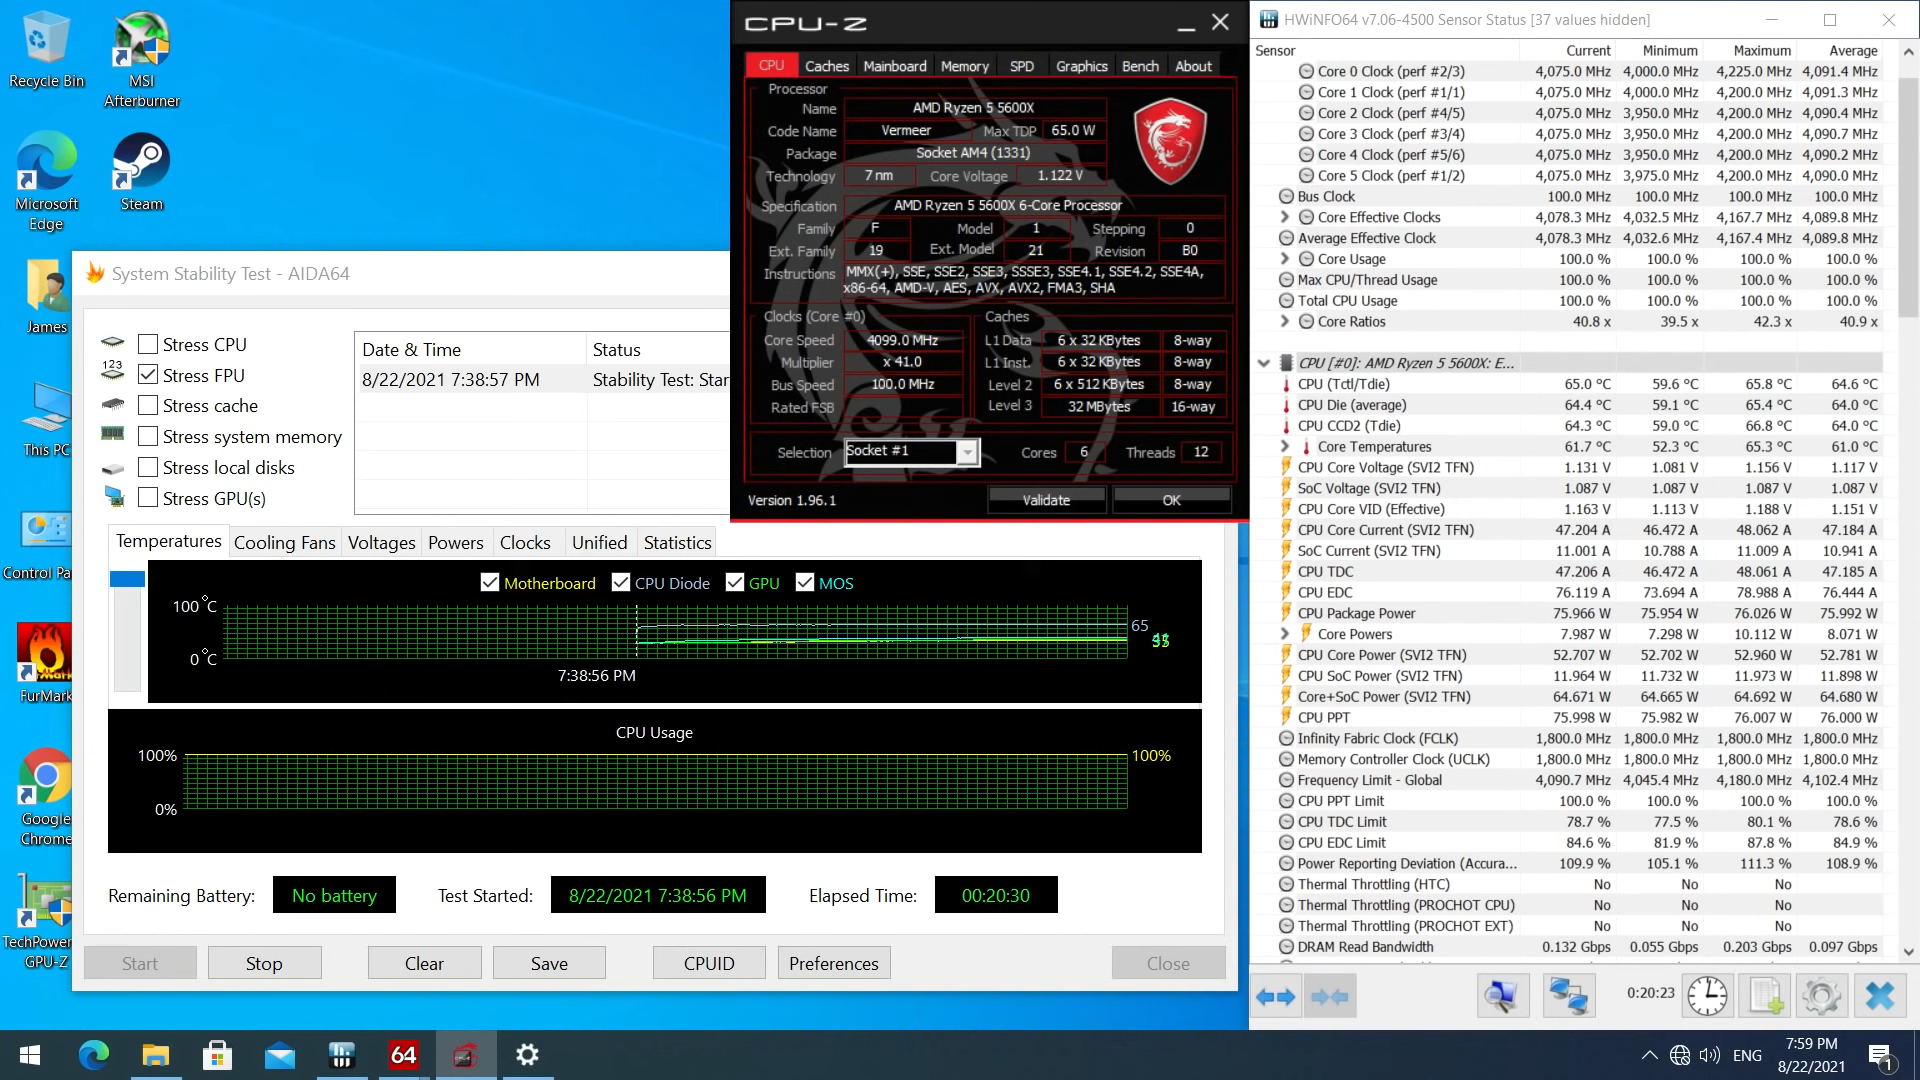 Recycle Bin
MSI
Afterburner
Microsoft
Edge
Steam
James
This PC
Control Pa
FurMark
Google
Chrome
TechPower
GPU-Z
System Stability Test - AIDA64
Stress CPU
123
Stress FPU
Stress cache
Stress system memory
Stress local disks
Stress GPU(s)
Date & Time Status
8/22/2021 7:38:57 PM Stability Test: Star
Temperatures Cooling Fans Voltages Powers Clocks Unified Statistics
Motherboard CPU Diode GPU MOS
100°C
65
0°C
7:38:56 PM
CPU Usage
100% 100%
0%
Remaining Battery: No battery Test Started: 8/22/2021 7:38:56 PM Elapsed Time: 00:20:30
Start Stop Clear Save CPUID Preferences Close
CPU-Z
CPU Caches Mainboard Memory SPD Graphics Bench About
Processor
Name AMD Ryzen 5 5600X
Code Name Vermeer Max TDP 65.0 W
Package Socket AM4 (1331)
Technology 7 nm Core Voltage 1.122 V
Specification AMD Ryzen 5 5600X 6-Core Processor
Family F Model 1 Stepping 0
Ext. Family 19 Ext. Model 21 Revision B0
Instructions MMX(+), SSE, SSE2, SSE3, SSSE3, SSE4.1, SSE4.2, SSE4A,
x86-64, AMD-V, AES, AVX, AVX2, FMA3, SHA
Clocks (Core #0) Caches
Core Speed 4099.0 MHz L1 Data 6 x 32 KBytes 8-way
Multiplier x 41.0 L1 Inst. 6 x 32 KBytes 8-way
Bus Speed 100.0 MHz Level 2 6 x 512 KBytes 8-way
Rated FSB Level 3 32 MBytes 16-way
Selection Socket #1 Cores 6 Threads 12
Version 1.96.1 Validate OK
HWiNFO64 v7.06-4500 Sensor Status [37 values hidden]
Sensor Current Minimum Maximum Average
Core 0 Clock (perf #2/3) 4,075.0 MHz 4,000.0 MHz 4,225.0 MHz 4,091.4 MHz
Core 1 Clock (perf #1/1) 4,075.0 MHz 4,000.0 MHz 4,200.0 MHz 4,091.3 MHz
Core 2 Clock (perf #4/5) 4,075.0 MHz 3,950.0 MHz 4,200.0 MHz 4,090.4 MHz
Core 3 Clock (perf #3/4) 4,075.0 MHz 3,950.0 MHz 4,200.0 MHz 4,090.7 MHz
Core 4 Clock (perf #5/6) 4,075.0 MHz 3,950.0 MHz 4,200.0 MHz 4,090.2 MHz
Core 5 Clock (perf #1/2) 4,075.0 MHz 3,975.0 MHz 4,200.0 MHz 4,090.0 MHz
Bus Clock 100.0 MHz 100.0 MHz 100.0 MHz 100.0 MHz
Core Effective Clocks 4,078.3 MHz 4,032.5 MHz 4,167.7 MHz 4,089.8 MHz
Average Effective Clock 4,078.3 MHz 4,032.6 MHz 4,167.4 MHz 4,089.8 MHz
Core Usage 100.0 % 100.0 % 100.0 % 100.0 %
Max CPU/Thread Usage 100.0 % 100.0 % 100.0 % 100.0 %
Total CPU Usage 100.0 % 100.0 % 100.0 % 100.0 %
Core Ratios 40.8 x 39.5 x 42.3 x 40.9 x
CPU [#0]: AMD Ryzen 5 5600X: E...
CPU (Tctl/Tdie) 65.0 °C 59.6 °C 65.8 °C 64.6 °C
CPU Die (average) 64.4 °C 59.1 °C 65.4 °C 64.0 °C
CPU CCD2 (Tdie) 64.3 °C 59.0 °C 66.8 °C 64.0 °C
Core Temperatures 61.7 °C 52.3 °C 65.3 °C 61.0 °C
CPU Core Voltage (SVI2 TFN) 1.131 V 1.081 V 1.156 V 1.117 V
SoC Voltage (SVI2 TFN) 1.087 V 1.087 V 1.087 V 1.087 V
CPU Core VID (Effective) 1.163 V 1.113 V 1.188 V 1.151 V
CPU Core Current (SVI2 TFN) 47.204 A 46.472 A 48.062 A 47.184 A
SoC Current (SVI2 TFN) 11.001 A 10.788 A 11.009 A 10.941 A
CPU TDC 47.206 A 46.472 A 48.061 A 47.185 A
CPU EDC 76.119 A 73.694 A 78.988 A 76.444 A
CPU Package Power 75.966 W 75.954 W 76.026 W 75.992 W
Core Powers 7.987 W 7.298 W 10.112 W 8.071 W
CPU Core Power (SVI2 TFN) 52.707 W 52.702 W 52.960 W 52.781 W
CPU SoC Power (SVI2 TFN) 11.964 W 11.732 W 11.973 W 11.898 W
Core+SoC Power (SVI2 TFN) 64.671 W 64.665 W 64.692 W 64.680 W
CPU PPT 75.998 W 75.982 W 76.007 W 76.000 W
Infinity Fabric Clock (FCLK) 1,800.0 MHz 1,800.0 MHz 1,800.0 MHz 1,800.0 MHz
Memory Controller Clock (UCLK) 1,800.0 MHz 1,800.0 MHz 1,800.0 MHz 1,800.0 MHz
Frequency Limit - Global 4,090.7 MHz 4,045.4 MHz 4,180.0 MHz 4,102.4 MHz
CPU PPT Limit 100.0 % 100.0 % 100.0 % 100.0 %
CPU TDC Limit 78.7 % 77.5 % 80.1 % 78.6 %
CPU EDC Limit 84.6 % 81.9 % 87.8 % 84.9 %
Power Reporting Deviation (Accura... 109.9 % 105.1 % 111.3 % 108.9 %
Thermal Throttling (HTC) No No No
Thermal Throttling (PROCHOT CPU) No No No
Thermal Throttling (PROCHOT EXT) No No No
DRAM Read Bandwidth 0.132 Gbps 0.055 Gbps 0.203 Gbps 0.097 Gbps
0:20:23
64
ENG
7:59 PM
8/22/2021
1